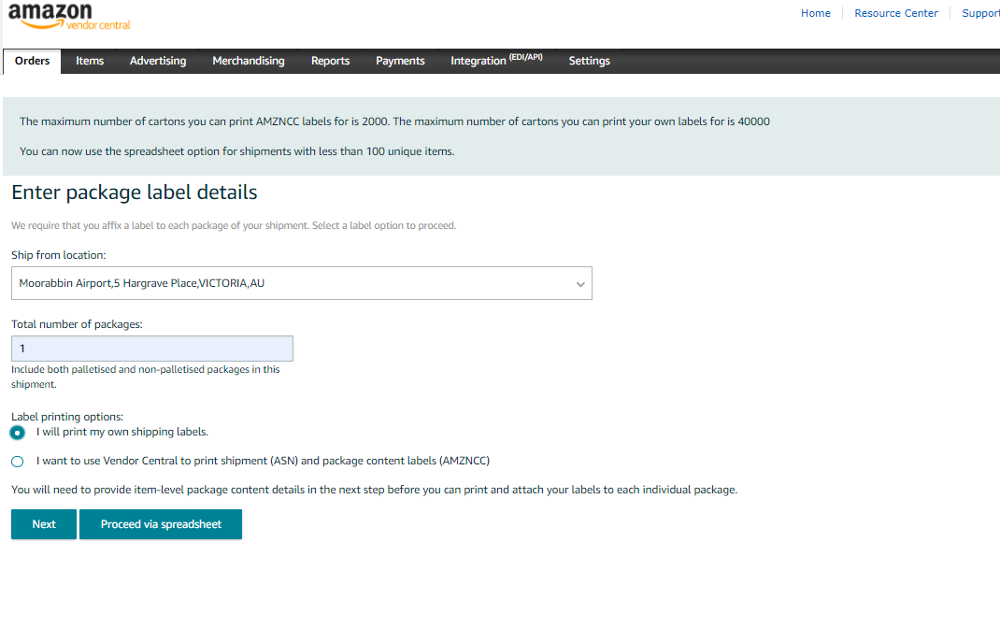 amazon
vendor central
Home
Resource Center
Support
Orders
Items
Advertising
Merchandising
Reports
Payments
Integration (EDI/API)
Settings
The maximum number of cartons you can print AMZNCC labels for is 2000. The maximum number of cartons you can print your own labels for is 40000
You can now use the spreadsheet option for shipments with less than 100 unique items.
Enter package label details
We require that you affix a label to each package of your shipment. Select a label option to proceed.
Ship from location:
Moorabbin Airport,5 Hargrave Place,VICTORIA,AU
Total number of packages:
1
Include both palletised and non-palletised packages in this
shipment.
Label printing options:
I will print my own shipping labels.
I want to use Vendor Central to print shipment (ASN) and package content labels (AMZNCC)
You will need to provide item-level package content details in the next step before you can print and attach your labels to each individual package.
Next
Proceed via spreadsheet